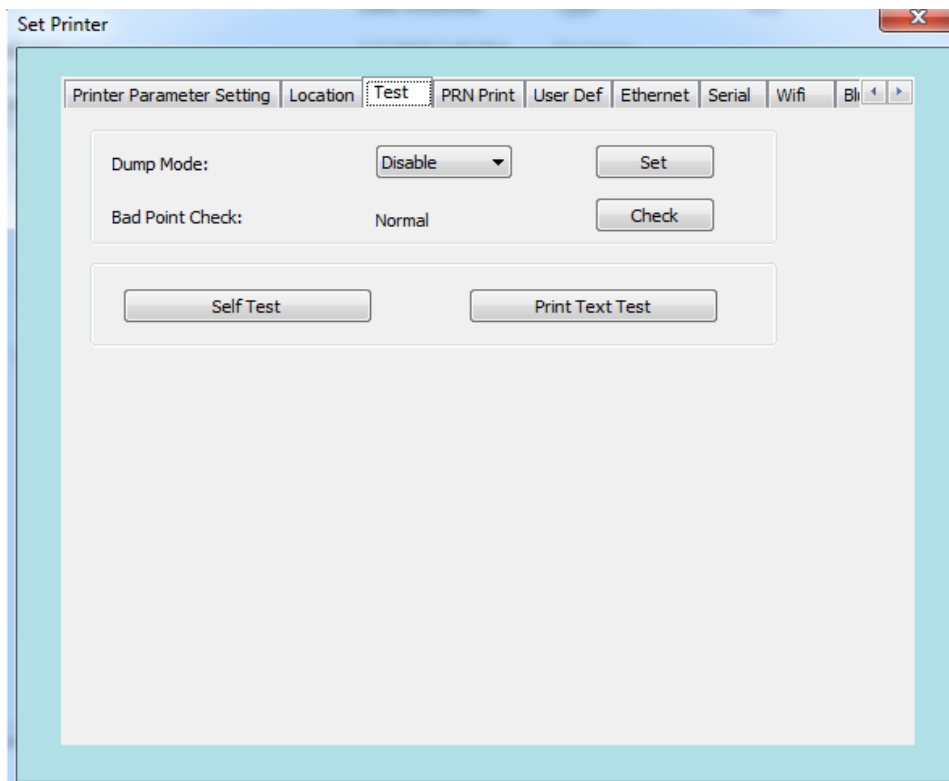 Set Printer
Printer Parameter Setting Location Test PRN Print User Def Ethernet Serial Wifi
Dump Mode: Disable Set
Bad Point Check: Normal Check
Self Test Print Text Test